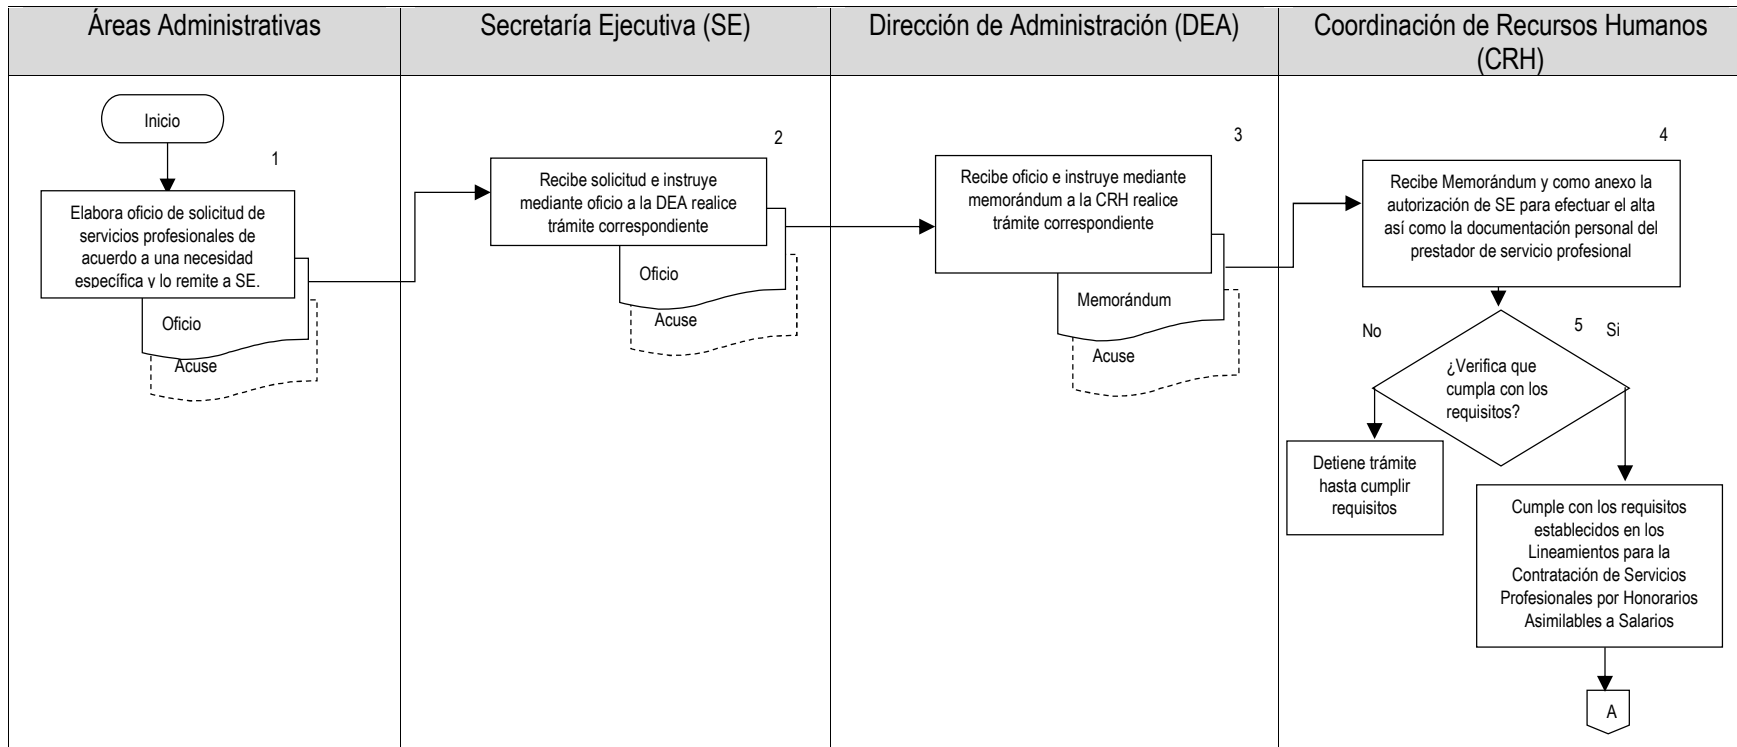 Áreas Administrativas
Secretaría Ejecutiva (SE)
Dirección de Administración (DEA)
Coordinación de Recursos Humanos
(CRH)
Inicio
1
Elabora oficio de solicitud de
servicios profesionales de
acuerdo a una necesidad
específica y lo remite a SE.
Oficio
Acuse
2
Recibe solicitud e instruye
mediante oficio a la DEA realice
trámite correspondiente
Oficio
Acuse
3
Recibe oficio e instruye mediante
memorándum a la CRH realice
trámite correspondiente
Memorándum
Acuse
4
Recibe Memorándum y como anexo la
autorización de SE para efectuar el alta
así como la documentación personal del
prestador de servicio profesional
No
5
Si
¿Verifica que
cumpla con los
requisitos?
Detiene trámite
hasta cumplir
requisitos
Cumple con los requisitos
establecidos en los
Lineamientos para la
Contratación de Servicios
Profesionales por Honorarios
Asimilables a Salarios
A